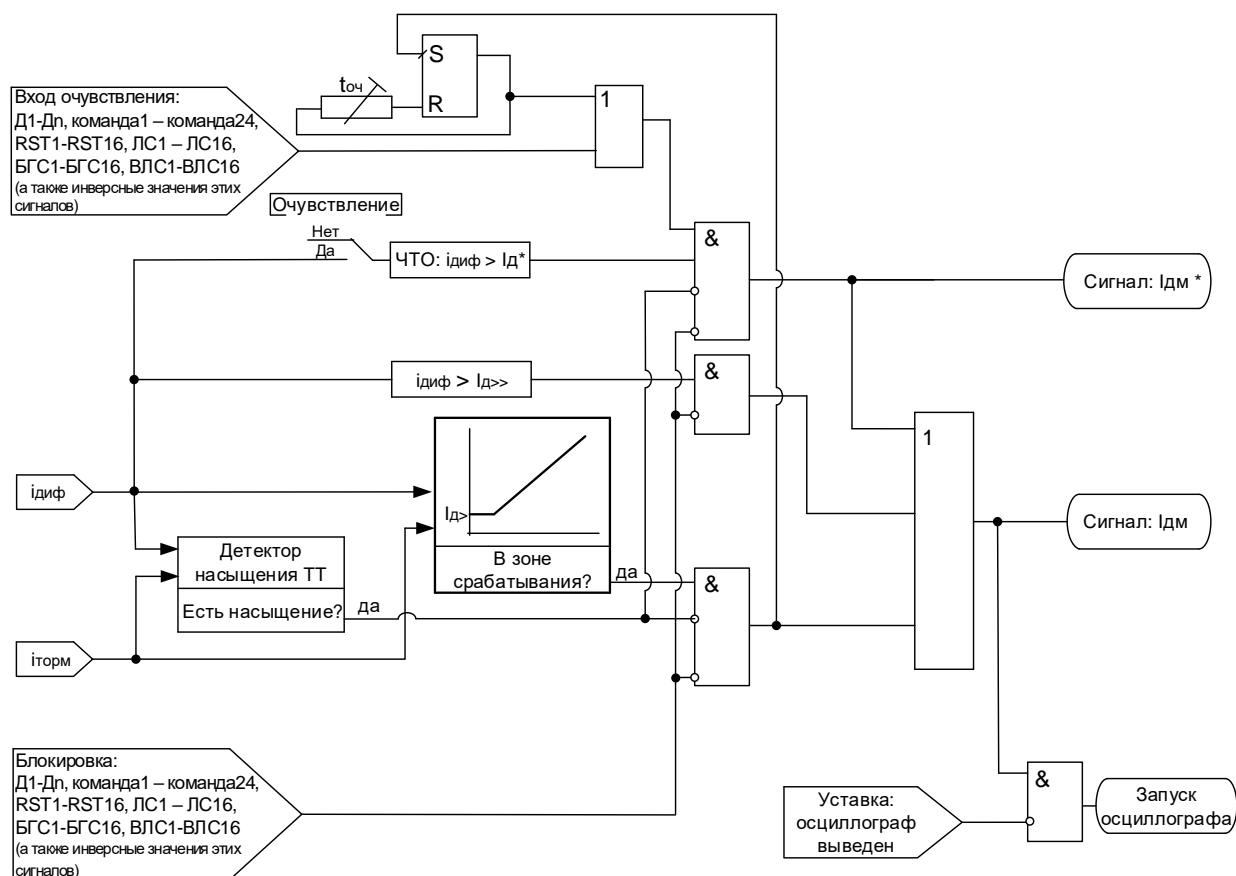 S
tоч
R
1
Вход очувствления:
Д1-Дn, команда1 – команда24,
RST1-RST16, ЛС1 – ЛС16,
БГС1-БГС16, ВЛС1-ВЛС16
(а также инверсные значения этих
сигналов)
Очувствление
Нет
Да
ЧТО: iдиф > Iд*
&
Сигнал: Iдм *
iдиф > Iд>>
&
1
Iд>
iдиф
Сигнал: Iдм
В зоне
срабатывания?
да
Детектор
насыщения ТТ
Есть насыщение?
да
&
iторм
Блокировка:
Д1-Дn, команда1 – команда24,
RST1-RST16, ЛС1 – ЛС16,
БГС1-БГС16, ВЛС1-ВЛС16
(а также инверсные значения этих
сигналов)
Уставка:
осциллограф
выведен
&
Запуск
осциллографа